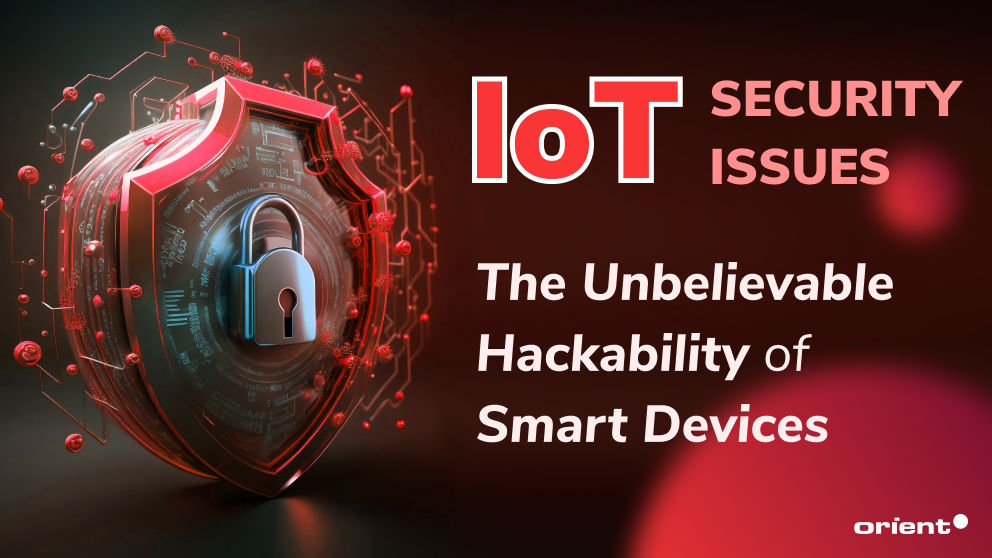 IoT SECURITY
ISSUES
The Unbelievable
Hackability of
Smart Devices
orient